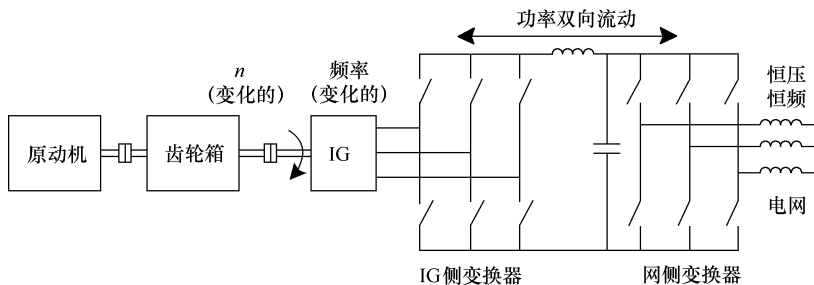 功率双向流动
n
(变化的)
频率
(变化的)
恒压
恒频
原动机
齿轮箱
IG
电网
IG侧变换器
网侧变换器